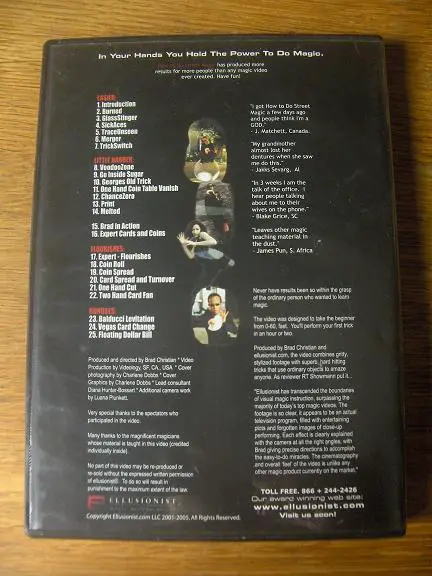 In Your Hands You Hold The Power To Do Magic.
has produced more
results for more people than any magic video
ever created. Have fun!
EASIER:
1. Introduction
2. Burned
3. GlassStinger
4. SickAces
5. TraceUnseen
6. Merger
7. TrickSwitch
LITTLE HARDER:
8. VoodooZone
9. Go Inside Sugar
10. Georges Old Trick
11. One Hand Coin Table Vanish
12. ChanceZero
13. Print
14. Melted
15. Brad in Action
16. Expert Cards and Coins
FLOURISHES:
17. Expert - Flourishes
18. Coin Roll
19. Coin Spread
20. Card Spread and Turnover
21. One Hand Cut
22. Two Hand Card Fan
BONUSES:
23. Balducci Levitation
24. Vegas Card Change
25. Floating Dollar Bill
"I got How to Do Street
Magic a few days ago
and people think I'm a
GOD."
- J. Matchett, Canada.
"My grandmother
almost lost her
dentures when she saw
me do this."
- Jakns Sevarg, Al
"In 3 weeks I am the
talk of the office. I
hear people talking
about me to their
wives on the phone."
- Blake Grice, SC
"Leaves other magic
teaching material in
the dust."
- James Pun, S. Africa
Never have results been so within the grasp
of the ordinary person who wanted to learn
magic.
The video was designed to take the beginner
from 0-60, fast. You'll perform your first trick
in an hour or two.
Produced by Brad Christian and
ellusionist.com, the video combines gritty,
stylized footage with superb, hard hitting
tricks that use ordinary objects to amaze
anyone. As reviewer RT Showmann put it...
"Ellusionist has transcended the boundaries
of visual magic instruction, surpassing the
majority of today's top magic videos. The
footage is so clear, it appears to be an actual
television program, filled with entertaining
plots and forgotten images of close-up
performing. Each effect is clearly explained
with the camera at all the right angles, with
Brad giving precise directions to accomplish
the easy-to-do miracles. The cinematography
and overall 'feel' of the video is unlike any
other magic product currently on the market."
Produced and directed by Brad Christian * Video
Production by Videology, SF, CA., USA * Cover
photography by Charlene Dobbs * Cover
Graphics by Charlene Dobbs * Lead consultant
Diana Hunter-Bossert * Additional camera work
by Luana Plunkett.
Very special thanks to the spectators who
participated in the video.
Many thanks to the magnificent magicians
whose material is taught in this video (credited
individually inside).
No part of this video may be re-produced or
re-sold without the expressed written permission
of ellusionist®. To do so will result in
punishment to the maximum extent of the law.
ELLUSIONIST
Copyright Ellusionist.com LLC 2001-2005. All Rights Reserved.
TOLL FREE. 866 + 244-2426
Our award winning web site:
www.ellusionist.com
Visit us soon!